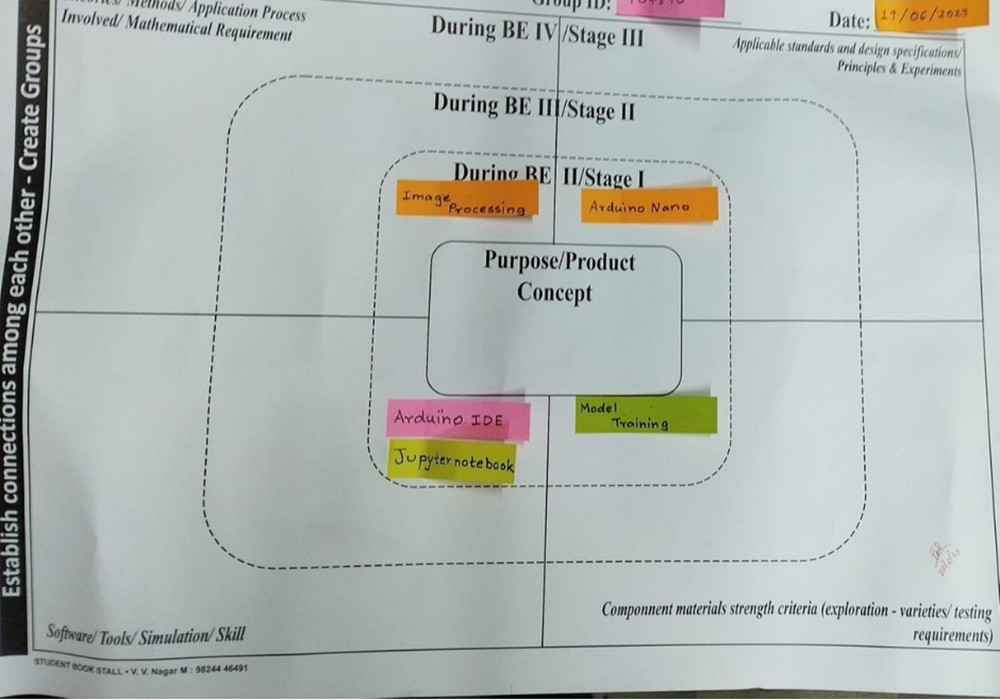 Methods/ Application Process
Involved/ Mathematical Requirement
Group ID:
Date: 19/06/2023
During BE IV/Stage III
Applicable standards and design specifications/
Principles & Experiments
During BE III/Stage II
During BE II/Stage I
Image
Processing
Arduino Nano
Purpose/Product
Concept
Arduino IDE
Jupyter notebook
Model
Training
Establish connections among each other - Create Groups
Software/ Tools/ Simulation/ Skill
Componnent materials strength criteria (exploration - varieties/ testing
requirements)
STUDENT BOOK STALL • V. V. Nagar M : 98244 46491